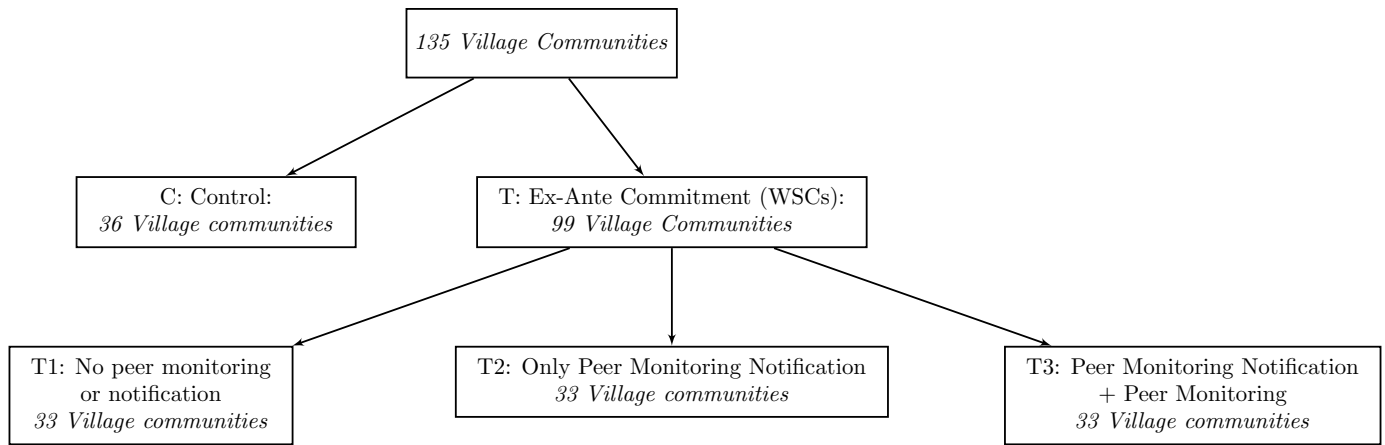 135 Village Communities
C: Control:
36 Village communities
T: Ex-Ante Commitment (WSCs):
99 Village Communities
T1: No peer monitoring
or notification
33 Village communities
T2: Only Peer Monitoring Notification
33 Village communities
T3: Peer Monitoring Notification
+ Peer Monitoring
33 Village communities